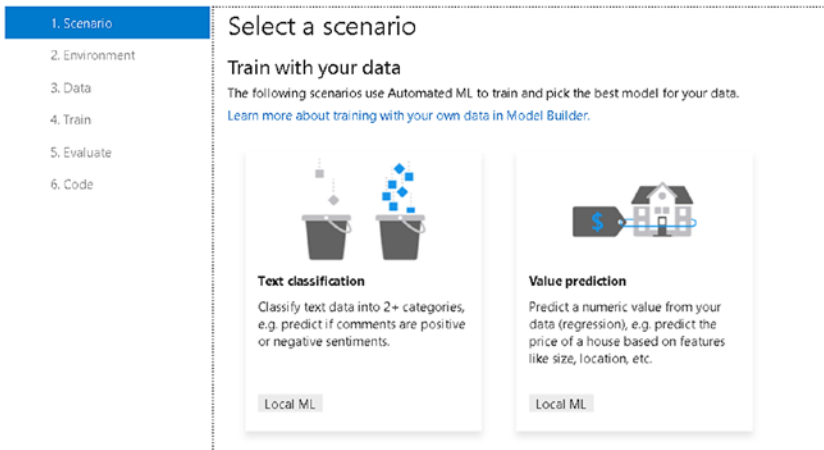 1. Scenario
2. Environment
3. Data
4. Train
5. Evaluate
6. Code
Select a scenario
Train with your data
The following scenarios use Automated ML to train and pick the best model for your data.
Learn more about training with your own data in Model Builder.
Text classification
Classify text data into 2+ categories,
e.g. predict if comments are positive
or negative sentiments.
Local ML
$
Value prediction
Predict a numeric value from your
data (regression), e.g. predict the
price of a house based on features
like size, location, etc.
Local ML